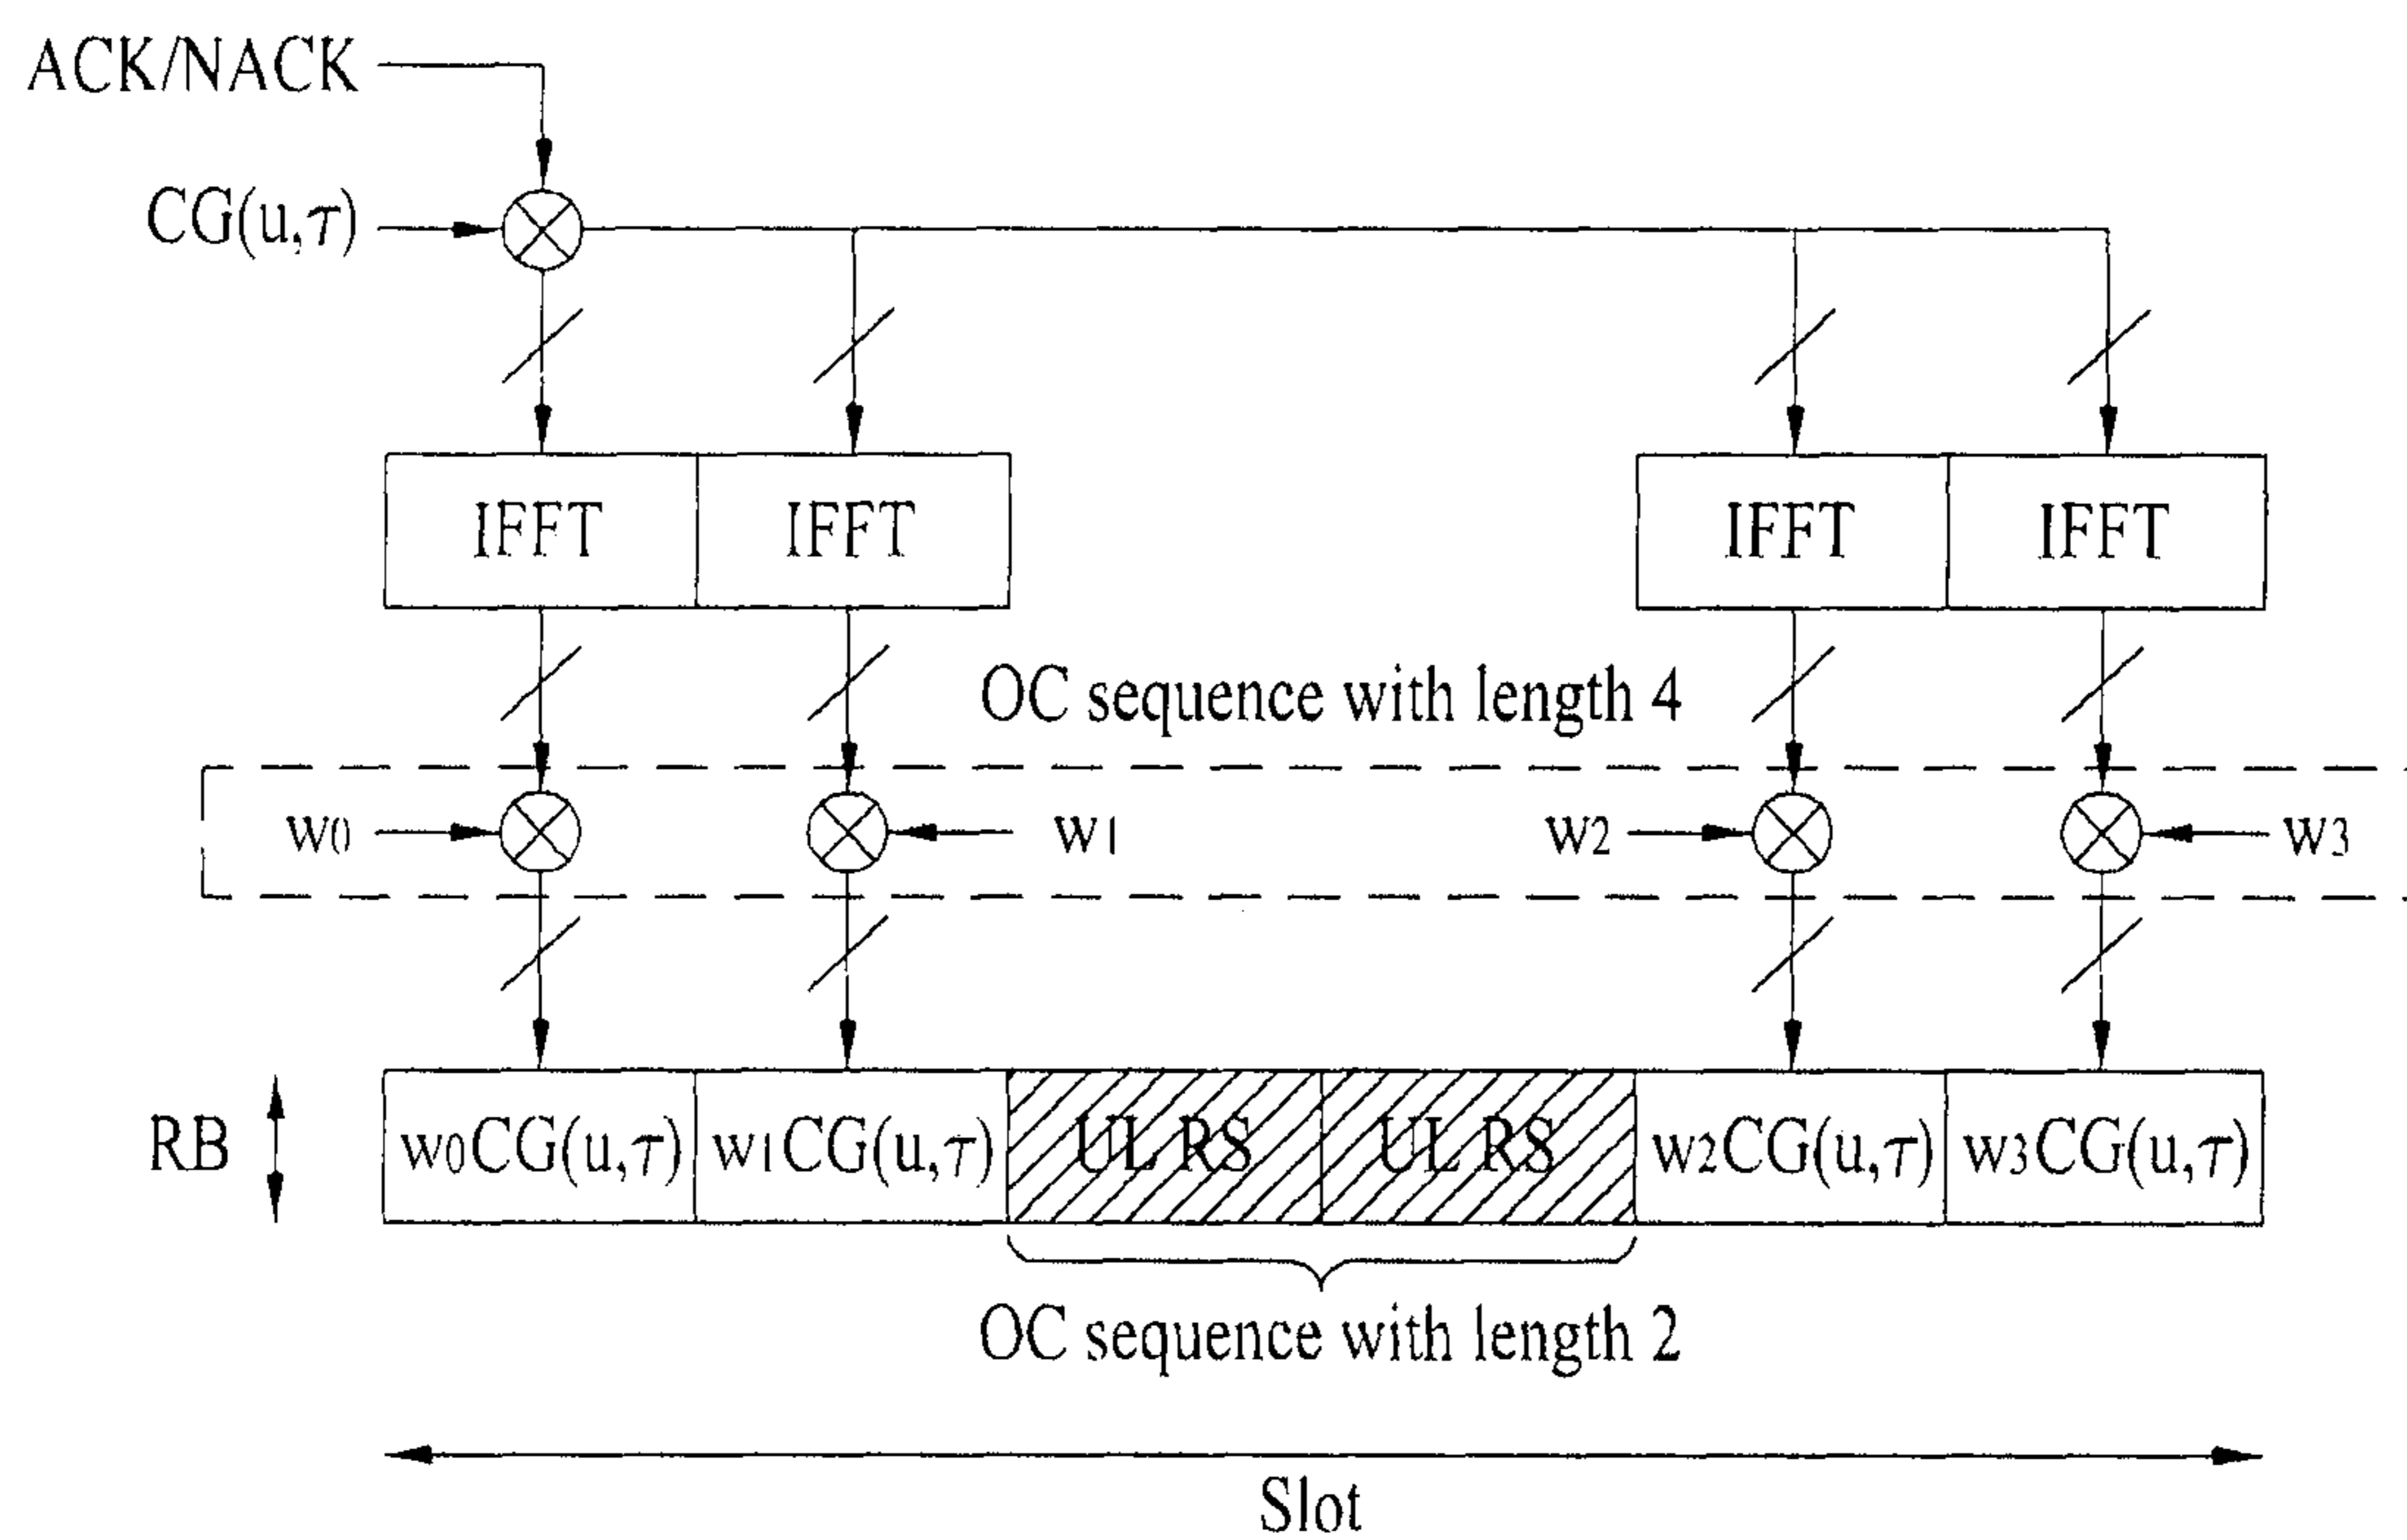 ACK/NACK
CG(u,τ)
IFFT IFFT IFFT IFFT
OC sequence with length 4
w0 w1 w2 w3
RB w0CG(u,τ) w1CG(u,τ) UL RS UL RS w2CG(u,τ) w3CG(u,τ)
OC sequence with length 2
Slot